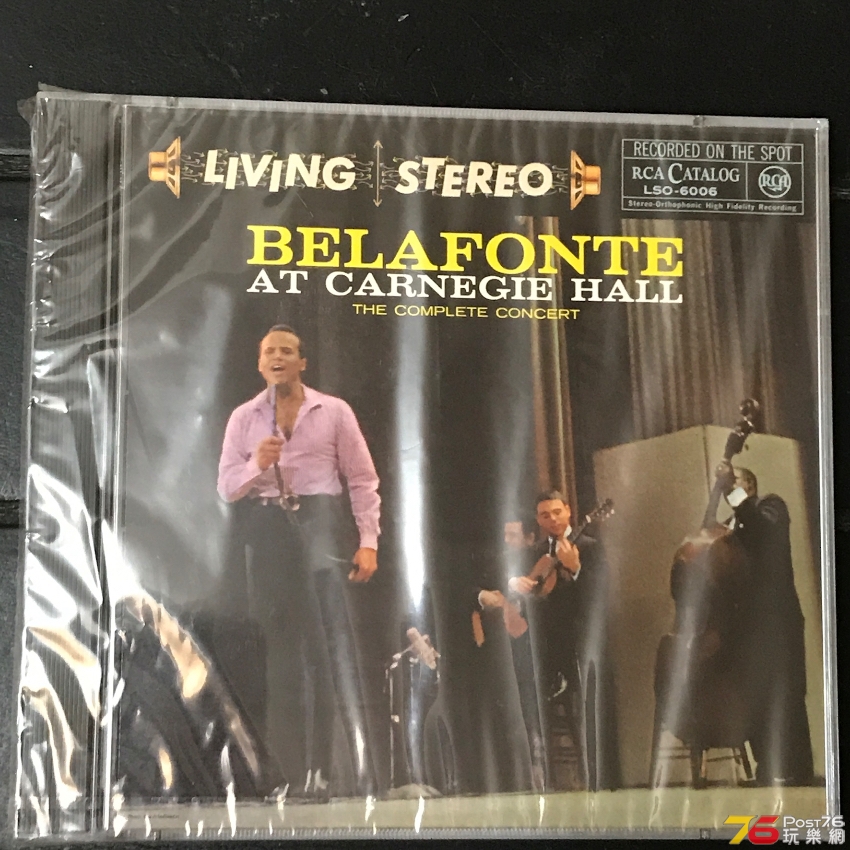 LIVING STEREO
RECORDED ON THE SPOT
RCA CATALOG
LSO-6006
RCA
Stereo-Orthophonic High Fidelity Recording
BELAFONTE
AT CARNEGIE HALL
THE COMPLETE CONCERT
76 POST76
玩樂網